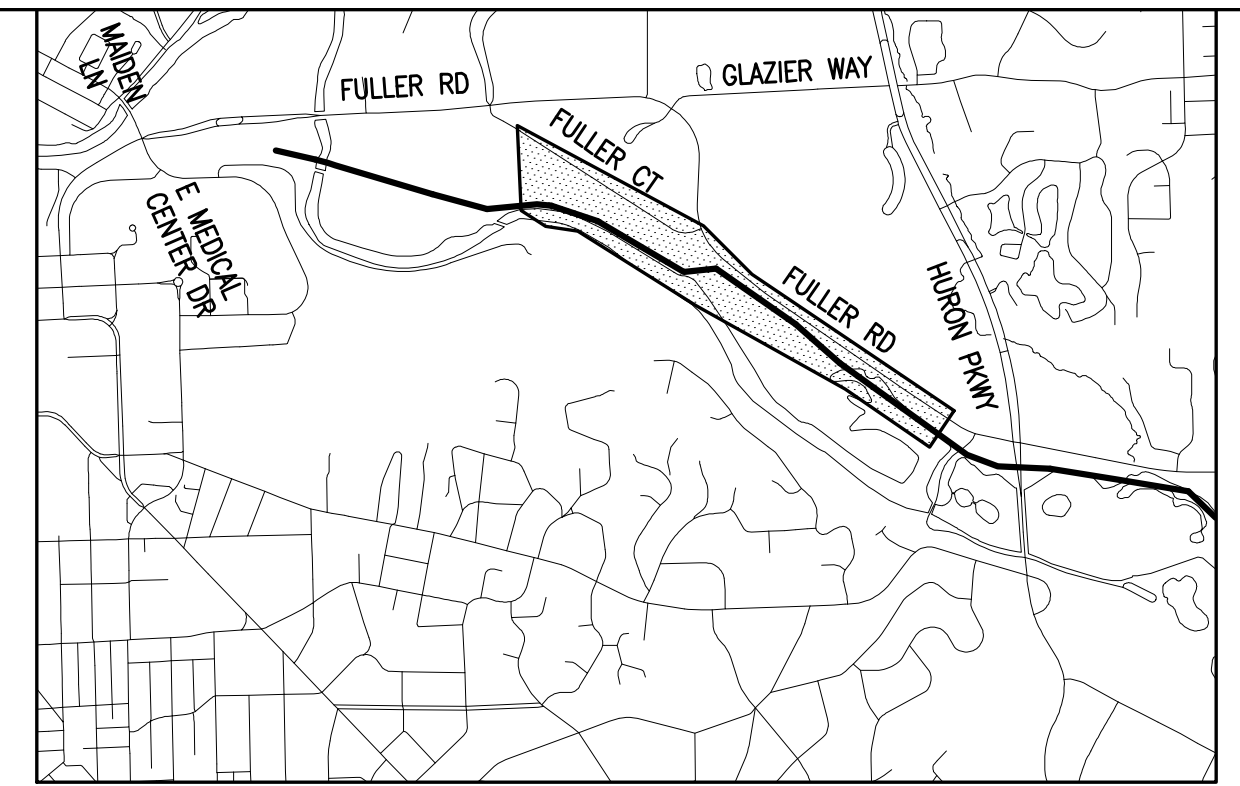 MAIDEN
LN
FULLER RD
GLAZIER WAY
FULLER CT
E MEDICAL
CENTER DR
FULLER RD
HURON PKWY